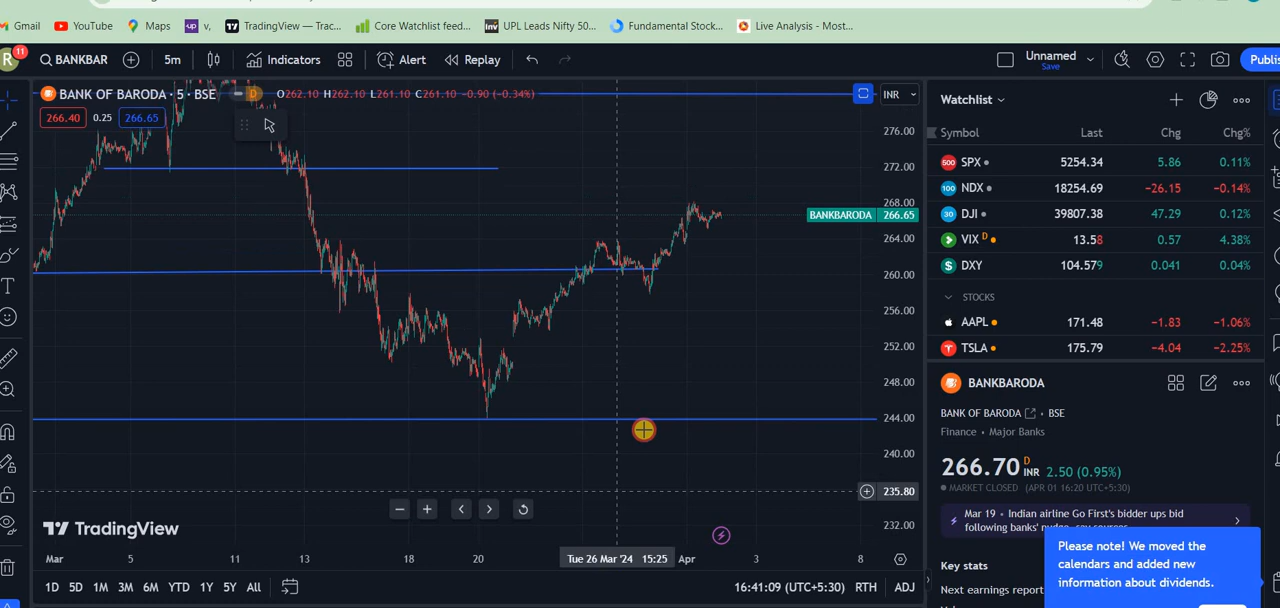 Gmail YouTube Maps v, TradingView — Trac... Core Watchlist feed... UPL Leads Nifty 50... Fundamental Stock... Live Analysis - Most...
R 11 BANKBAR 5m Indicators Alert Replay Unnamed Save Publi
BANK OF BARODA · 5 · BSE D O262.10 H262.10 L261.10 C261.10 -0.90 (-0.34%) INR
266.40 0.25 266.65
276.00
272.00
268.00
BANKBARODA 266.65
264.00
260.00
256.00
252.00
248.00
244.00
240.00
235.80
232.00
TradingView
Mar 5 11 13 18 20 Tue 26 Mar '24 15:25 Apr 3 8
1D 5D 1M 3M 6M YTD 1Y 5Y All 16:41:09 (UTC+5:30) RTH ADJ
Watchlist
Symbol Last Chg Chg%
SPX 5254.34 5.86 0.11%
NDX 18254.69 -26.15 -0.14%
DJI 39807.38 47.29 0.12%
VIX D 13.58 0.57 4.38%
DXY 104.579 0.041 0.04%
STOCKS
AAPL 171.48 -1.83 -1.06%
TSLA 175.79 -4.04 -2.25%
BANKBARODA
BANK OF BARODA · BSE
Finance · Major Banks
266.70 D INR 2.50 (0.95%)
MARKET CLOSED (APR 01 16:20 UTC+5:30)
Mar 19 · Indian airline Go First's bidder ups bid
following banks' nudge, say sources
Key stats
Next earnings report
Please note! We moved the
calendars and added new
information about dividends.